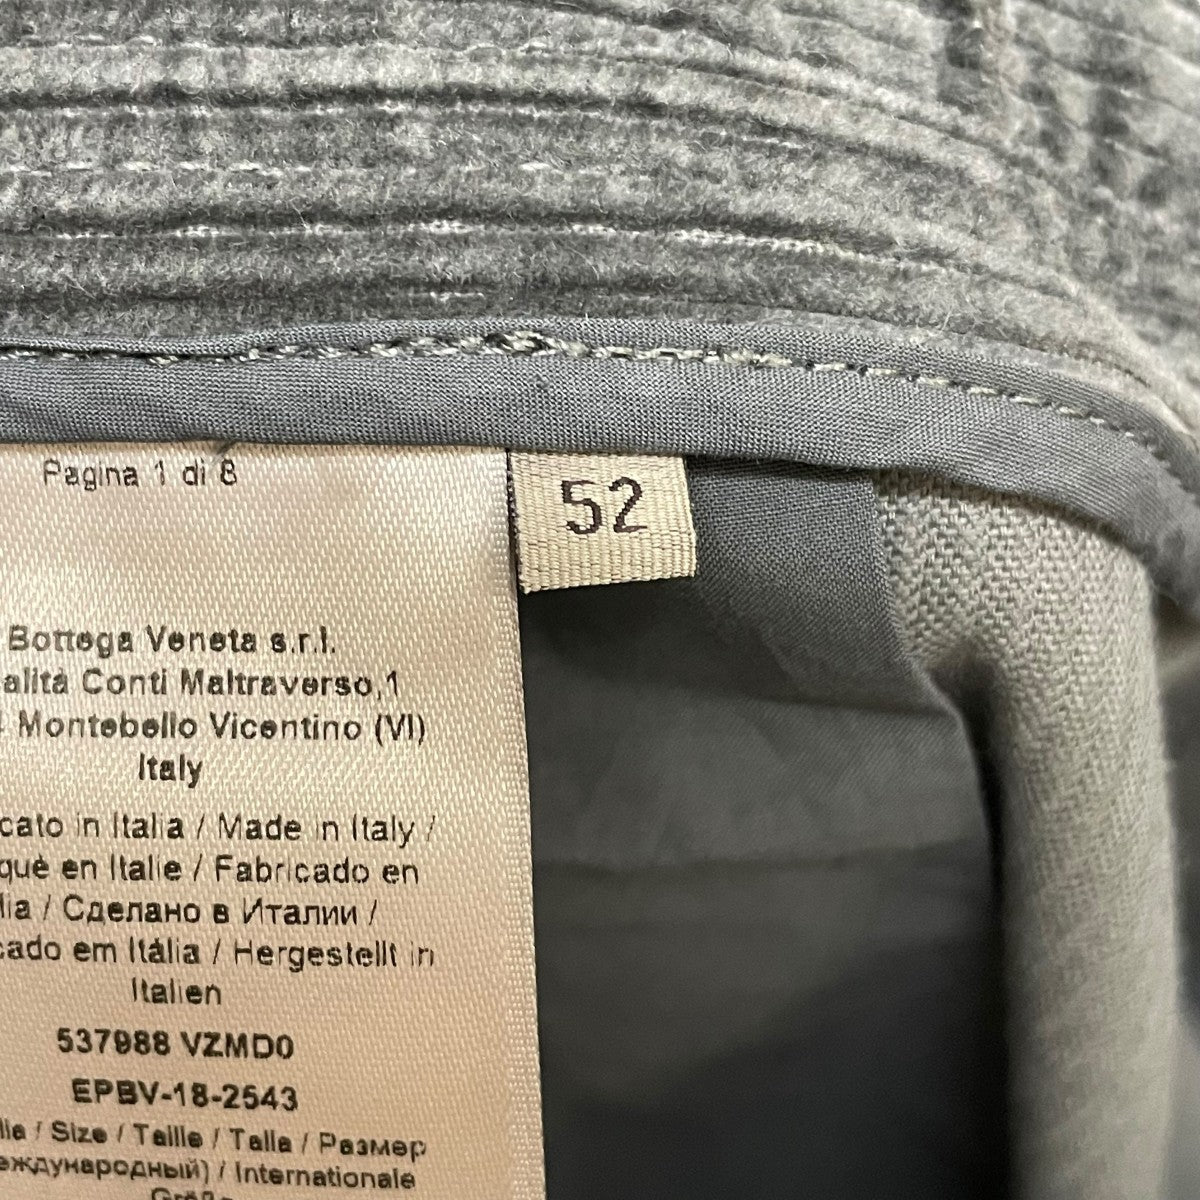 Pagina 1 di 8
52
Bottega Veneta s.r.l.
alità Conti Maltraverso,1
Montebello Vicentino (VI)
Italy
cato in Italia / Made in Italy /
qué en Italie / Fabricado en
lia / Сделано в Италии /
cado em Itália / Hergestellt in
Italien
537988 VZMD0
EPBV-18-2543
lia / Size / Taille / Talla / Размер
еждународный) / Internationale
Größe